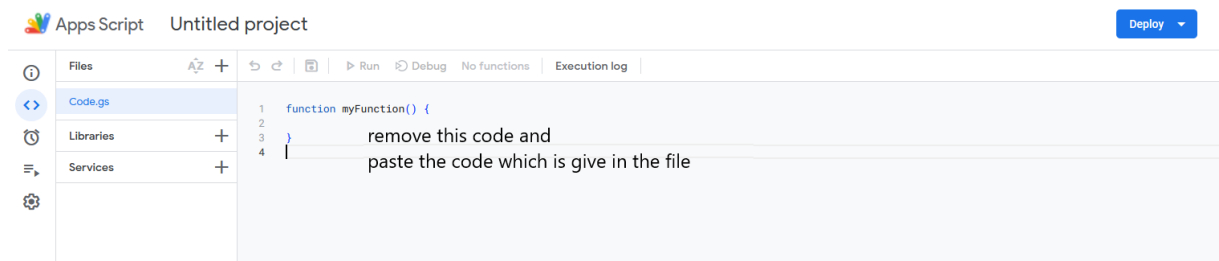 Apps Script Untitled project Deploy
Files AZ Run Debug No functions Execution log
Code.gs
1 function myFunction() {
2
3 } remove this code and
4
paste the code which is give in the file
Libraries
Services